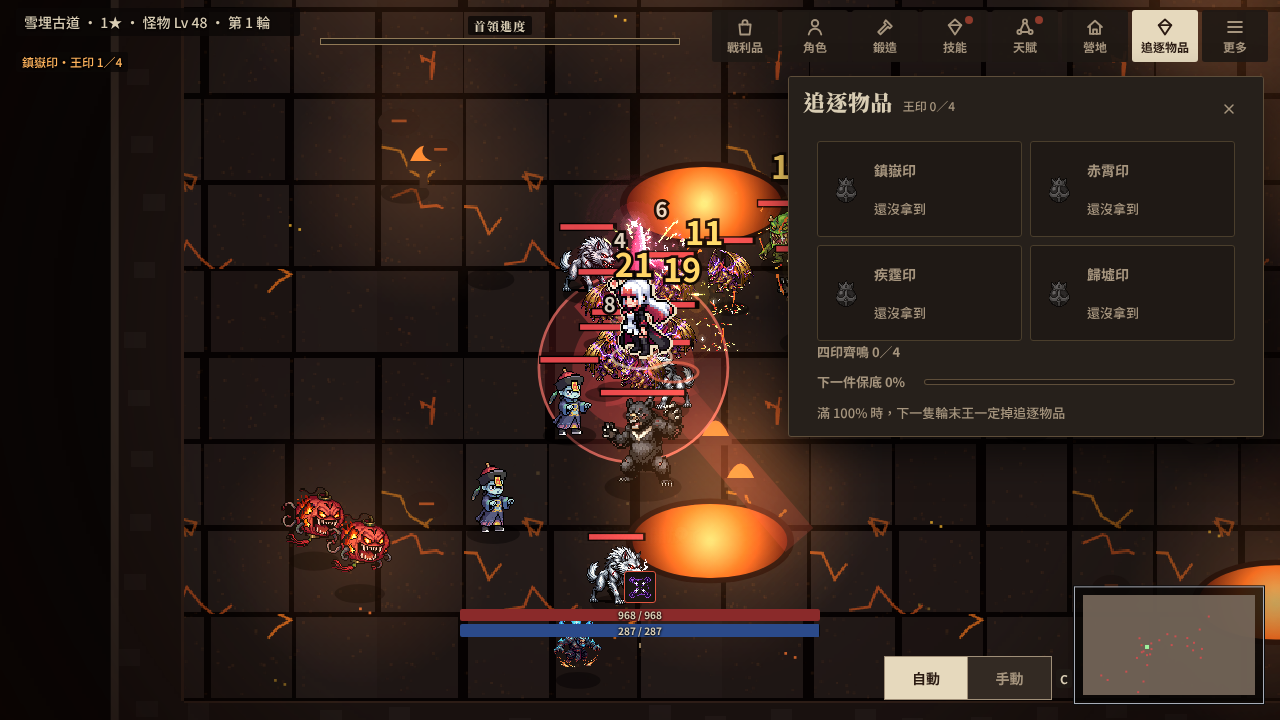 雪埋古道 · 1★ · 怪物 Lv 48 · 第 1 輪
鎮嶽印·王印 1／4
首領進度
戰利品
角色
鍛造
技能
天賦
營地
追逐物品
更多
追逐物品 王印 0／4
鎮嶽印
還沒拿到
赤霄印
還沒拿到
疾霆印
還沒拿到
歸墟印
還沒拿到
四印齊鳴 0／4
下一件保底 0%
滿 100% 時，下一隻輪末王一定掉追逐物品
1
6
11
4
21
19
8
968 / 968
287 / 287
自動
手動
C